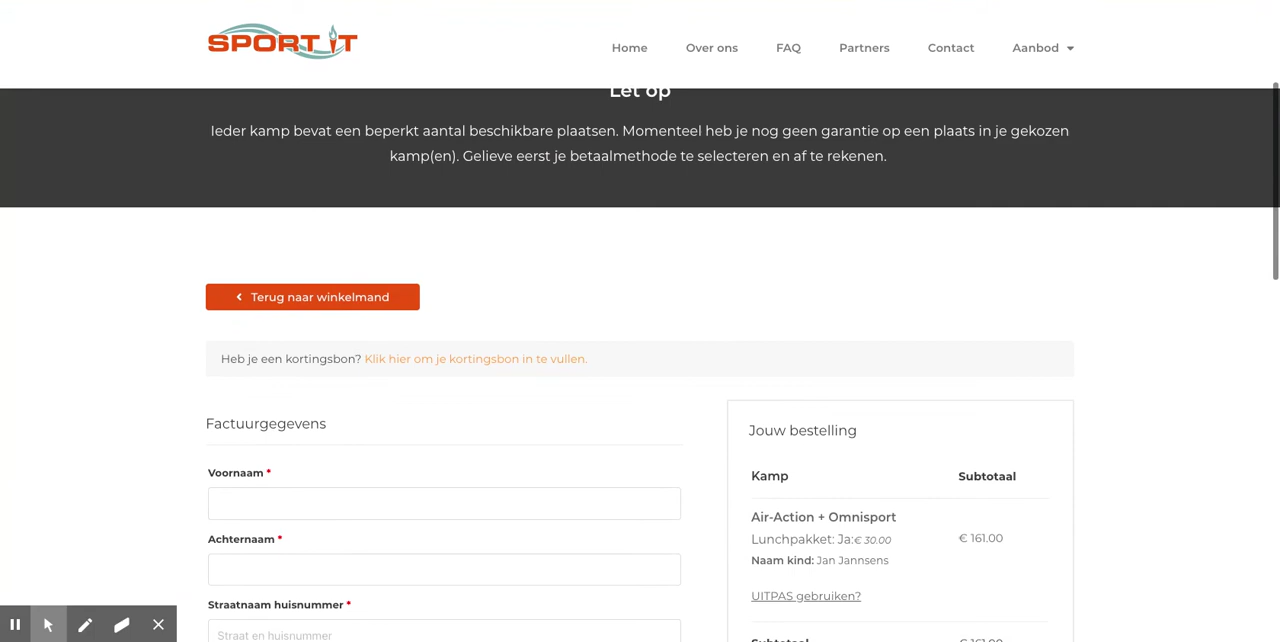 SPORT IT
Home
Over ons
FAQ
Partners
Contact
Aanbod
Let op
Ieder kamp bevat een beperkt aantal beschikbare plaatsen. Momenteel heb je nog geen garantie op een plaats in je gekozen
kamp(en). Gelieve eerst je betaalmethode te selecteren en af te rekenen.
Terug naar winkelmand
Heb je een kortingsbon? Klik hier om je kortingsbon in te vullen.
Factuurgegevens
Voornaam *
Achternaam *
Straatnaam huisnummer *
Straat en huisnummer
Jouw bestelling
Kamp
Subtotaal
Air-Action + Omnisport
Lunchpakket: Ja:€ 30.00
€ 161.00
Naam kind: Jan Jannsens
UITPAS gebruiken?
Subtotaal
€ 161.00